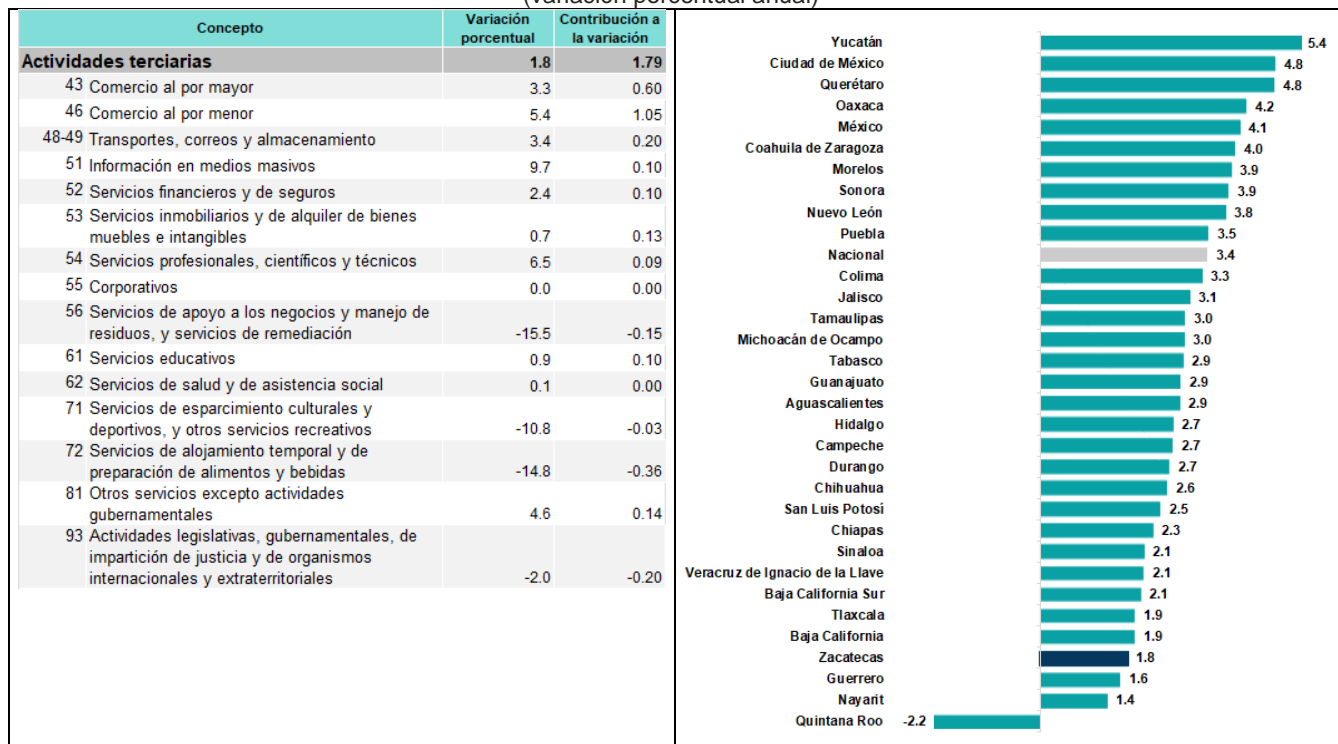 (variación porcentual anual)
Concepto Variación porcentual Contribución a la variación
Actividades terciarias 1.8 1.79
43 Comercio al por mayor 3.3 0.60
46 Comercio al por menor 5.4 1.05
48-49 Transportes, correos y almacenamiento 3.4 0.20
51 Información en medios masivos 9.7 0.10
52 Servicios financieros y de seguros 2.4 0.10
53 Servicios inmobiliarios y de alquiler de bienes
muebles e intangibles 0.7 0.13
54 Servicios profesionales, científicos y técnicos 6.5 0.09
55 Corporativos 0.0 0.00
56 Servicios de apoyo a los negocios y manejo de
residuos, y servicios de remediación -15.5 -0.15
61 Servicios educativos 0.9 0.10
62 Servicios de salud y de asistencia social 0.1 0.00
71 Servicios de esparcimiento culturales y
deportivos, y otros servicios recreativos -10.8 -0.03
72 Servicios de alojamiento temporal y de
preparación de alimentos y bebidas -14.8 -0.36
81 Otros servicios excepto actividades
gubernamentales 4.6 0.14
93 Actividades legislativas, gubernamentales, de
impartición de justicia y de organismos
internacionales y extraterritoriales -2.0 -0.20
Yucatán 5.4
Ciudad de México 4.8
Querétaro 4.8
Oaxaca 4.2
México 4.1
Coahuila de Zaragoza 4.0
Morelos 3.9
Sonora 3.9
Nuevo León 3.8
Puebla 3.5
Nacional 3.4
Colima 3.3
Jalisco 3.1
Tamaulipas 3.0
Michoacán de Ocampo 3.0
Tabasco 2.9
Guanajuato 2.9
Aguascalientes 2.9
Hidalgo 2.7
Campeche 2.7
Durango 2.7
Chihuahua 2.6
San Luis Potosí 2.5
Chiapas 2.3
Sinaloa 2.1
Veracruz de Ignacio de la Llave 2.1
Baja California Sur 2.1
Tlaxcala 1.9
Baja California 1.9
Zacatecas 1.8
Guerrero 1.6
Nayarit 1.4
Quintana Roo -2.2